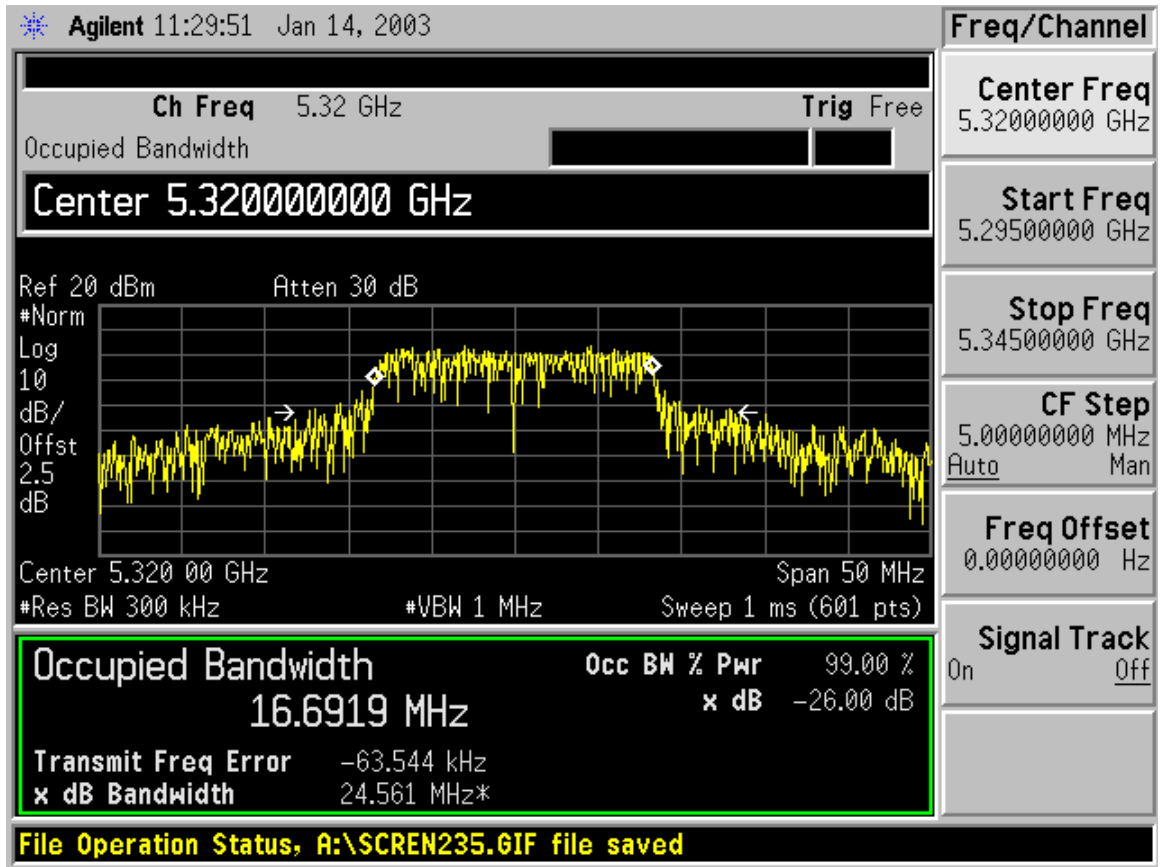 Agilent 11:29:51 Jan 14, 2003
Freq/Channel
Ch Freq 5.32 GHz Trig Free
Occupied Bandwidth
Center 5.320000000 GHz
Ref 20 dBm Atten 30 dB
#Norm
Log
10
dB/
Offst
2.5
dB
Center 5.320 00 GHz Span 50 MHz
#Res BW 300 kHz #VBW 1 MHz Sweep 1 ms (601 pts)
Occupied Bandwidth Occ BW % Pwr 99.00 %
16.6919 MHz x dB -26.00 dB
Transmit Freq Error -63.544 kHz
x dB Bandwidth 24.561 MHz*
File Operation Status, A:\SCREN235.GIF file saved
Center Freq
5.32000000 GHz
Start Freq
5.29500000 GHz
Stop Freq
5.34500000 GHz
CF Step
5.00000000 MHz
Auto Man
Freq Offset
0.00000000 Hz
Signal Track
On Off